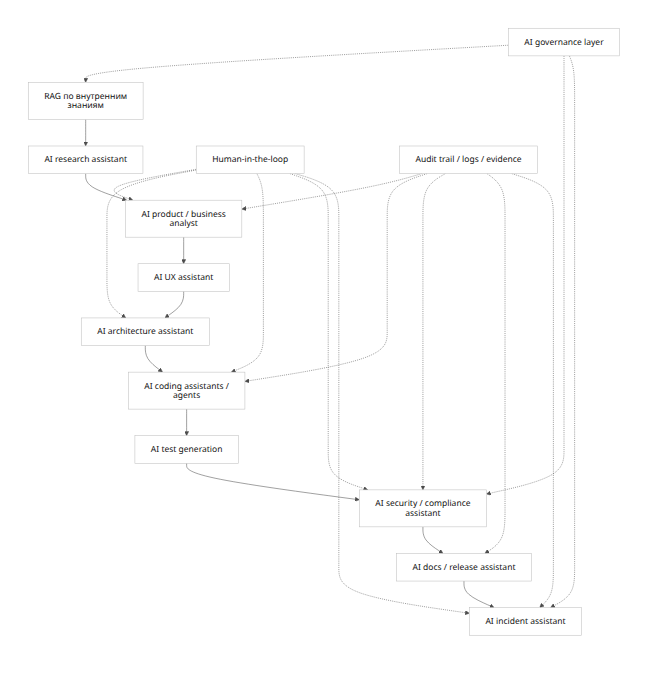 AI governance layer
RAG по внутренним
знаниям
AI research assistant
Human-in-the-loop
Audit trail / logs / evidence
AI product / business
analyst
AI UX assistant
AI architecture assistant
AI coding assistants /
agents
AI test generation
AI security / compliance
assistant
AI docs / release assistant
AI incident assistant